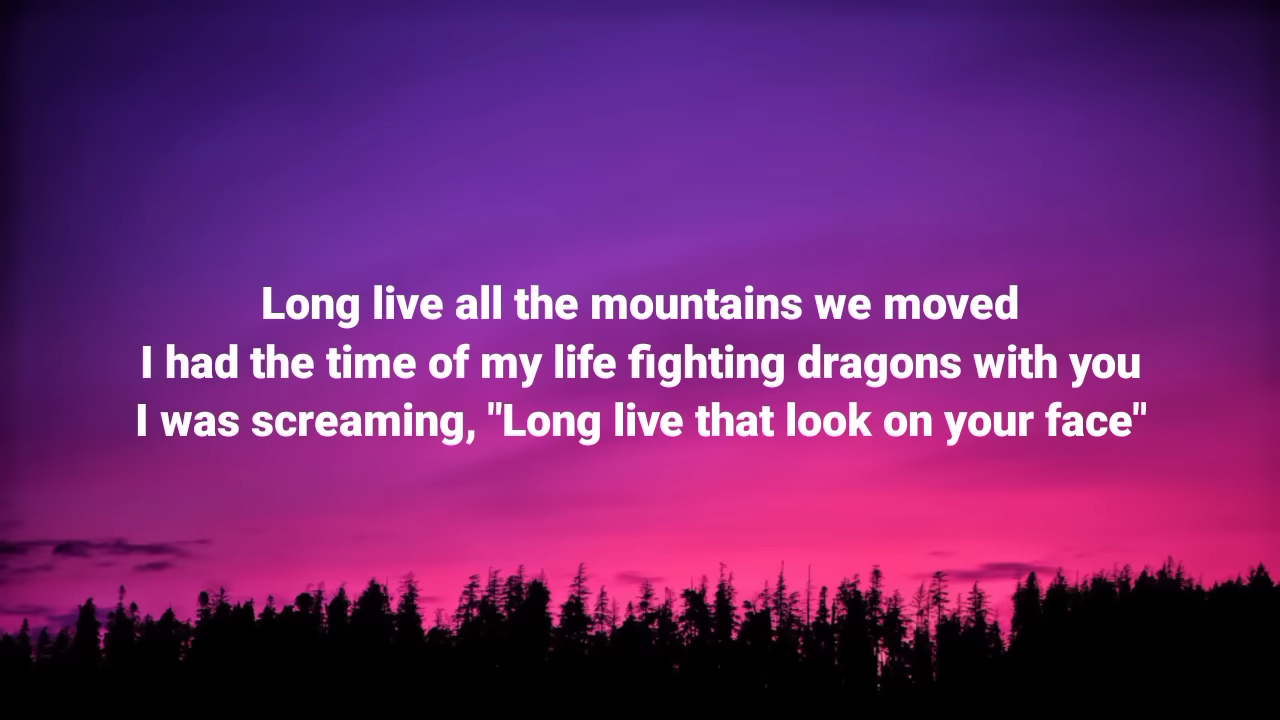 Long live all the mountains we moved
I had the time of my life fighting dragons with you
I was screaming, "Long live that look on your face"